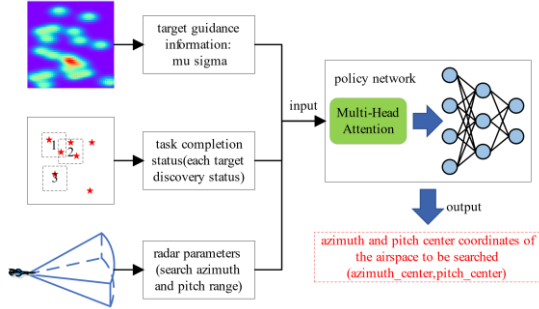 target guidance
information:
mu sigma
1
2
3
task completion
status(each target
discovery status)
radar parameters
(search azimuth
and pitch range)
input
policy network
Multi-Head
Attention
output
azimuth and pitch center coordinates of
the airspace to be searched
(azimuth_center,pitch_center)